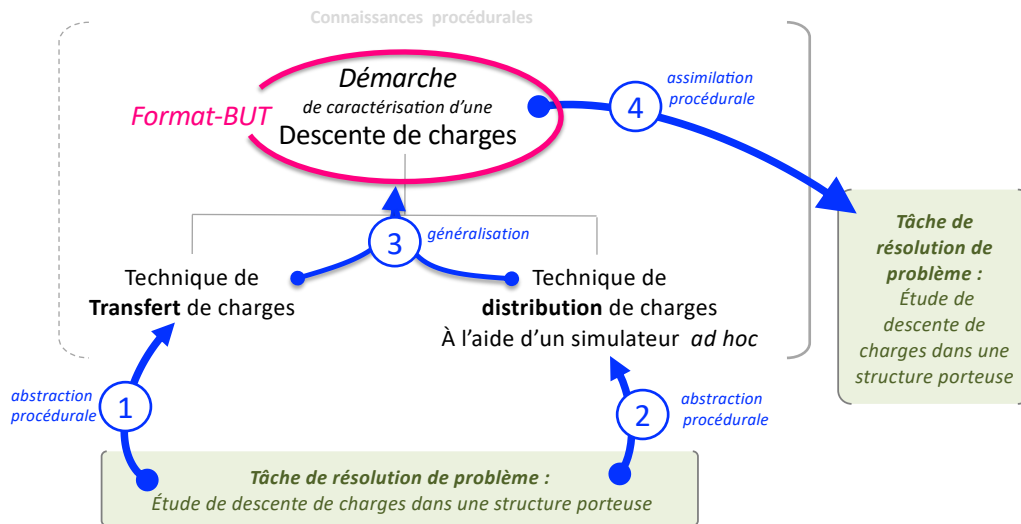 Connaissances procédurales
Démarche
de caractérisation d'une
Descente de charges
Format-BUT
4
assimilation
procédurale
3
généralisation
Technique de
Transfert de charges
Technique de
distribution de charges
À l'aide d'un simulateur ad hoc
Tâche de
résolution de
problème :
Étude de
descente de
charges dans une
structure porteuse
abstraction
procédurale
1
2
abstraction
procédurale
Tâche de résolution de problème :
Étude de descente de charges dans une structure porteuse